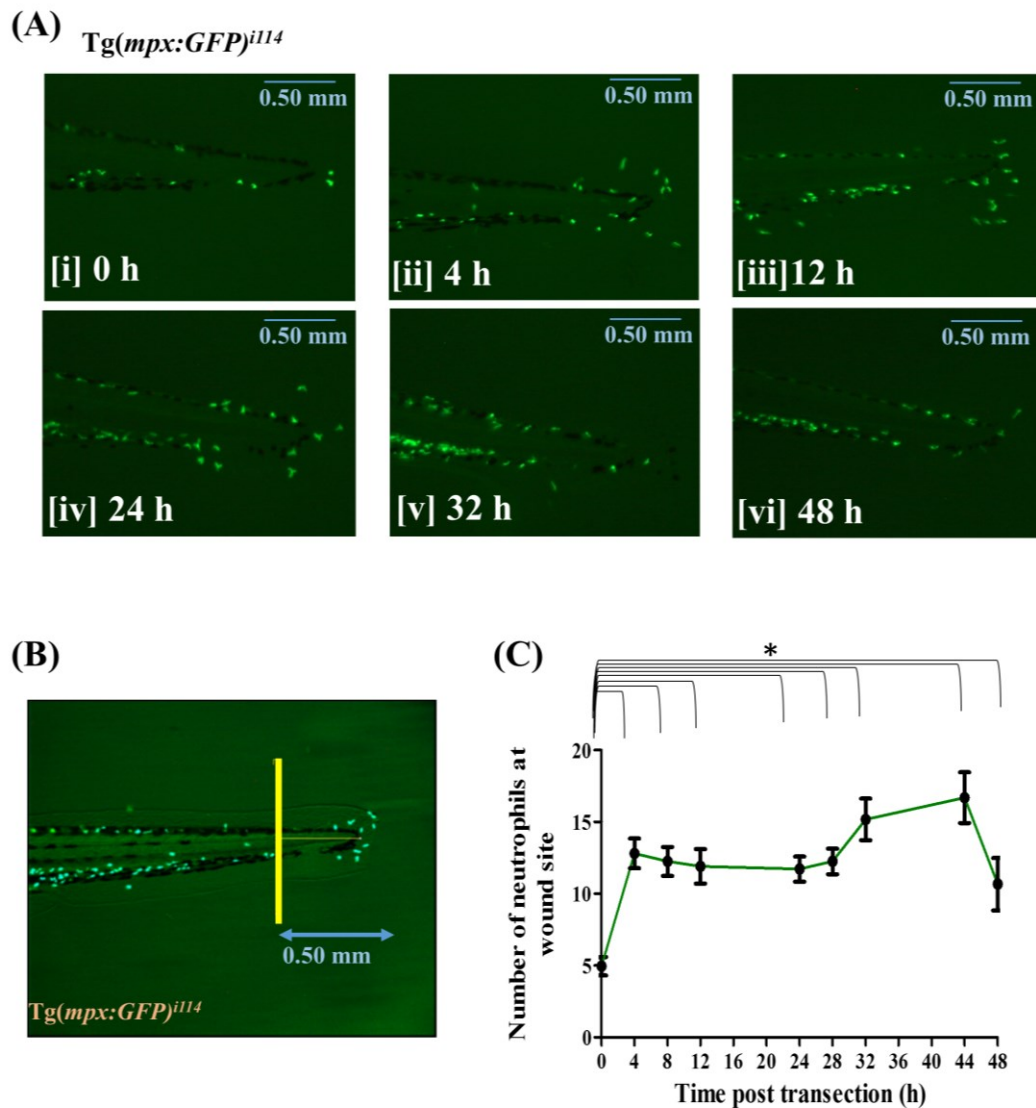 (A)
Tg(mpx:GFP)i114
0.50 mm
0.50 mm
0.50 mm
[i] 0 h
[ii] 4 h
[iii]12 h
0.50 mm
0.50 mm
0.50 mm
[iv] 24 h
[v] 32 h
[vi] 48 h
(B)
0.50 mm
Tg(mpx:GFP)i114
(C)
*
Number of neutrophils at
wound site
20
15
10
5
0
0 4 8 12 16 20 24 28 32 36 40 44 48
Time post transection (h)